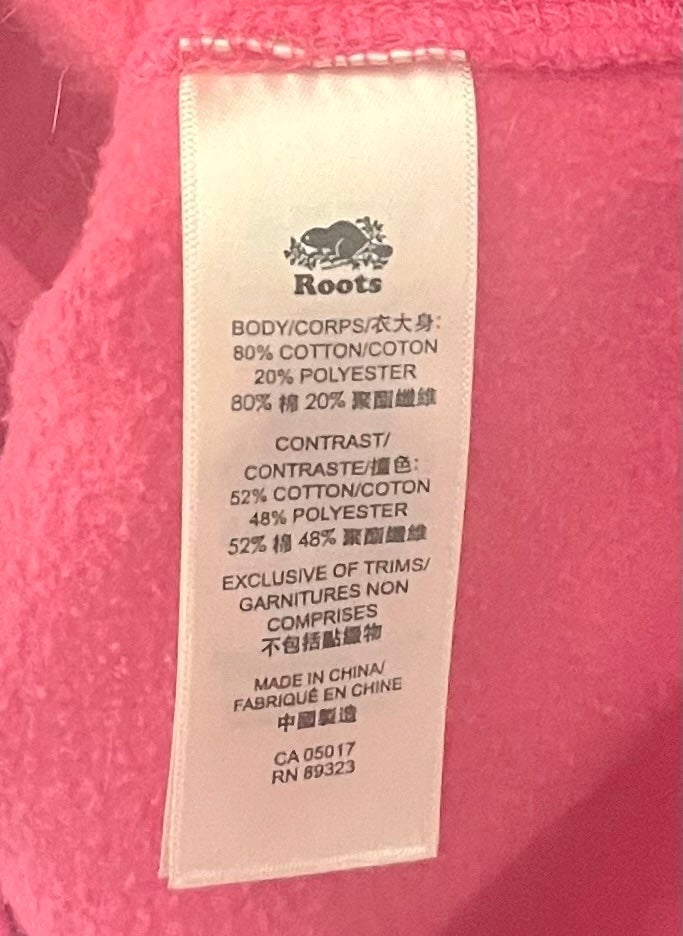 Roots
BODY/CORPS/衣大身:
80% COTTON/COTON
20% POLYESTER
80% 棉 20% 聚酯纖維
CONTRAST/
CONTRASTE/撞色:
52% COTTON/COTON
48% POLYESTER
52% 棉 48% 聚酯纖維
EXCLUSIVE OF TRIMS/
GARNITURES NON
COMPRISES
不包括點綴物
MADE IN CHINA/
FABRIQUÉ EN CHINE
中國製造
CA 05017
RN 89323